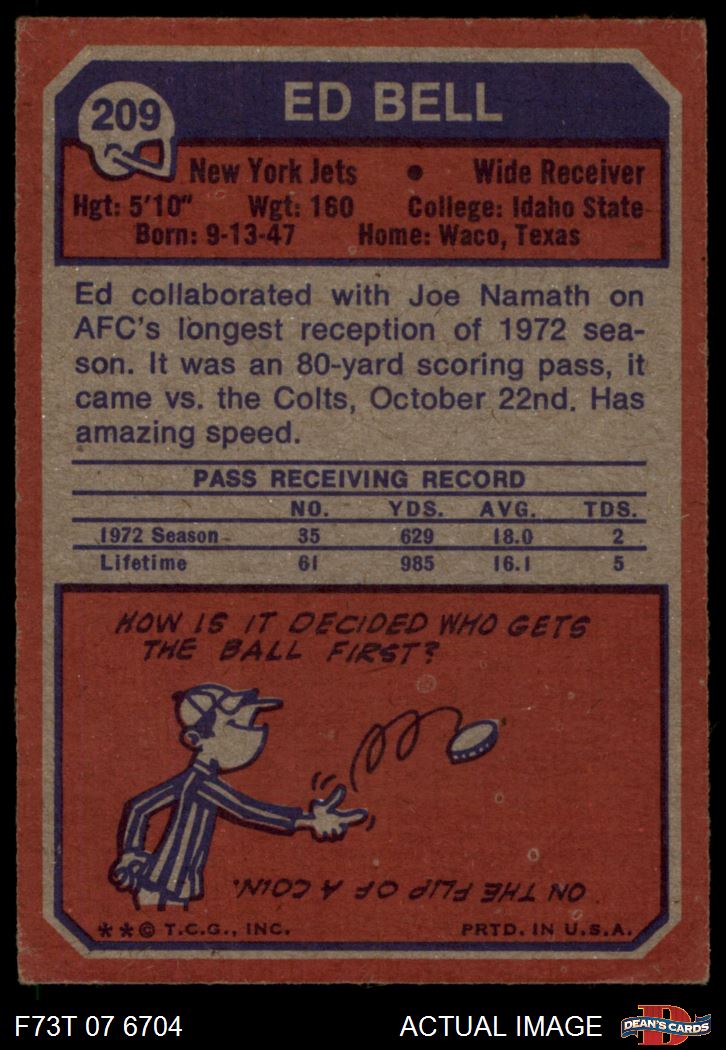 209
ED BELL
New York Jets • Wide Receiver
Hgt: 5'10" Wgt: 160 College: Idaho State
Born: 9-13-47 Home: Waco, Texas
Ed collaborated with Joe Namath on
AFC's longest reception of 1972 sea-
son. It was an 80-yard scoring pass, it
came vs. the Colts, October 22nd. Has
amazing speed.
PASS RECEIVING RECORD
NO. YDS. AVG. TDS.
1972 Season 35 629 18.0 2
Lifetime 61 985 16.1 5
HOW IS IT DECIDED WHO GETS
THE BALL FIRST?
ON THE FLIP OF A COIN.
**© T.C.G., INC. PRTD. IN U.S.A.
F73T 07 6704 ACTUAL IMAGE
D
DEAN'S CARDS